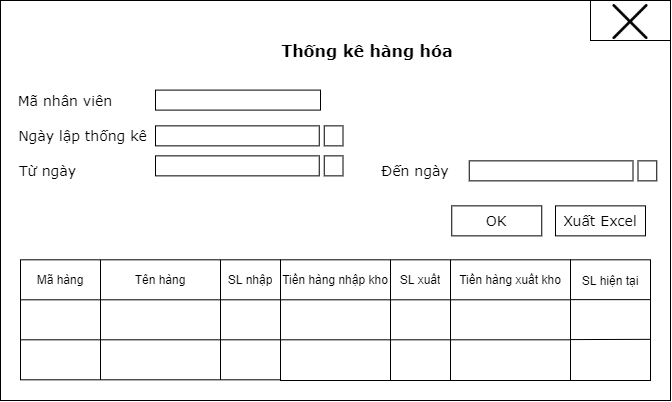 Thống kê hàng hóa
Mã nhân viên
Ngày lập thống kê
Từ ngày Đến ngày
OK Xuất Excel
Mã hàng Tên hàng SL nhập Tiền hàng nhập kho SL xuất Tiền hàng xuất kho SL hiện tại